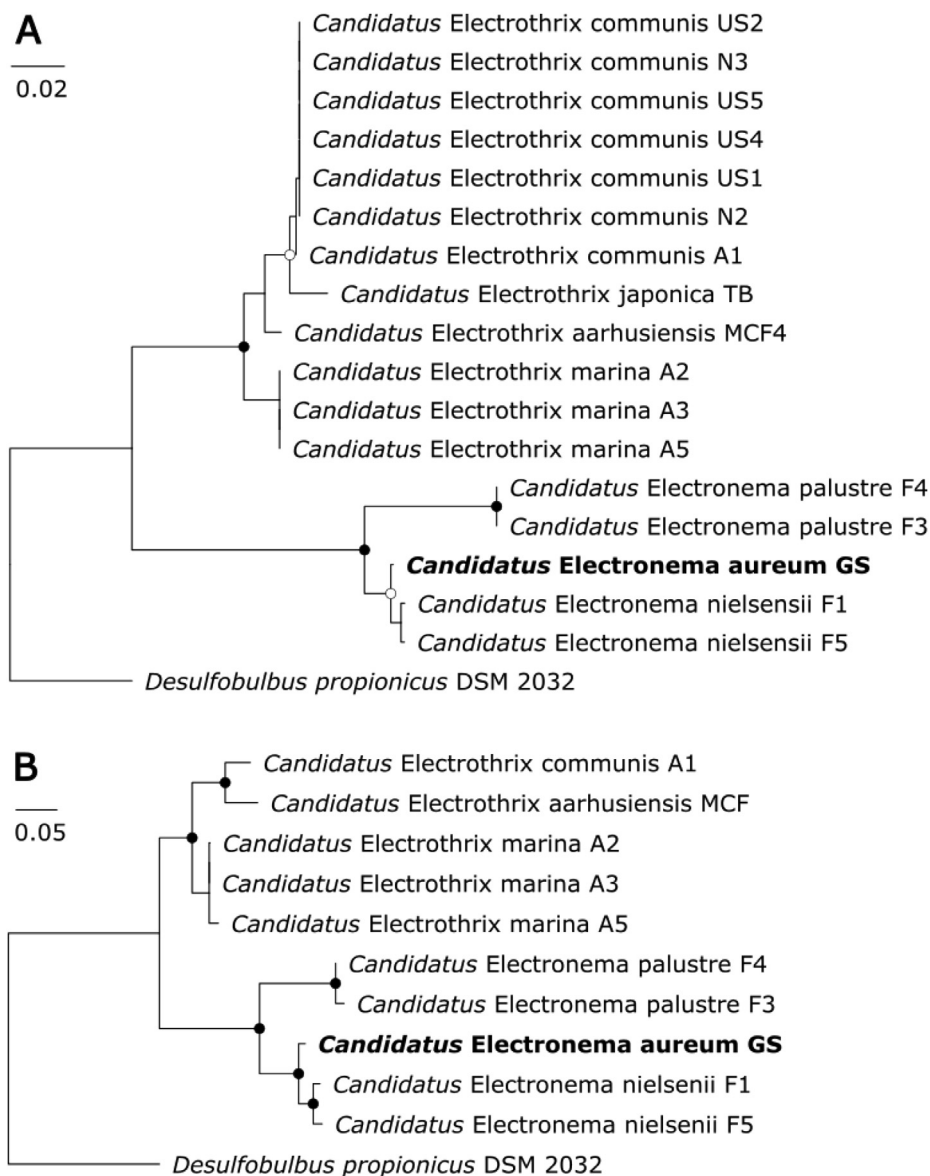 A
0.02
Candidatus Electrothrix communis US2
Candidatus Electrothrix communis N3
Candidatus Electrothrix communis US5
Candidatus Electrothrix communis US4
Candidatus Electrothrix communis US1
Candidatus Electrothrix communis N2
Candidatus Electrothrix communis A1
Candidatus Electrothrix japonica TB
Candidatus Electrothrix aarhusiensis MCF4
Candidatus Electrothrix marina A2
Candidatus Electrothrix marina A3
Candidatus Electrothrix marina A5
Candidatus Electronema palustre F4
Candidatus Electronema palustre F3
Candidatus Electronema aureum GS
Candidatus Electronema nielsensii F1
Candidatus Electronema nielsensii F5
Desulfobulbus propionicus DSM 2032
B
0.05
Candidatus Electrothrix communis A1
Candidatus Electrothrix aarhusiensis MCF
Candidatus Electrothrix marina A2
Candidatus Electrothrix marina A3
Candidatus Electrothrix marina A5
Candidatus Electronema palustre F4
Candidatus Electronema palustre F3
Candidatus Electronema aureum GS
Candidatus Electronema nielsenii F1
Candidatus Electronema nielsenii F5
Desulfobulbus propionicus DSM 2032